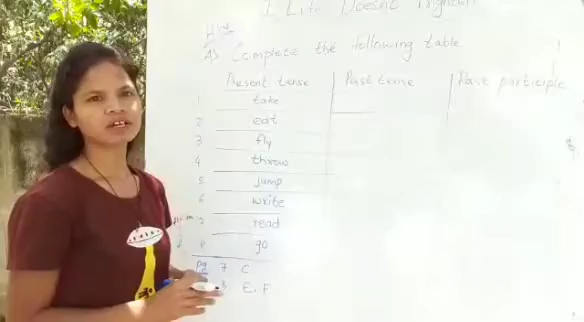 1 Life Doesn't Frighten
H.W
A) Complete the following table
Present tense Past tense Past participle
1 take
2 eat
3 fly
4 throw
5 jump
6 write
7 read
8 go
Pg 7 C
8 E, F